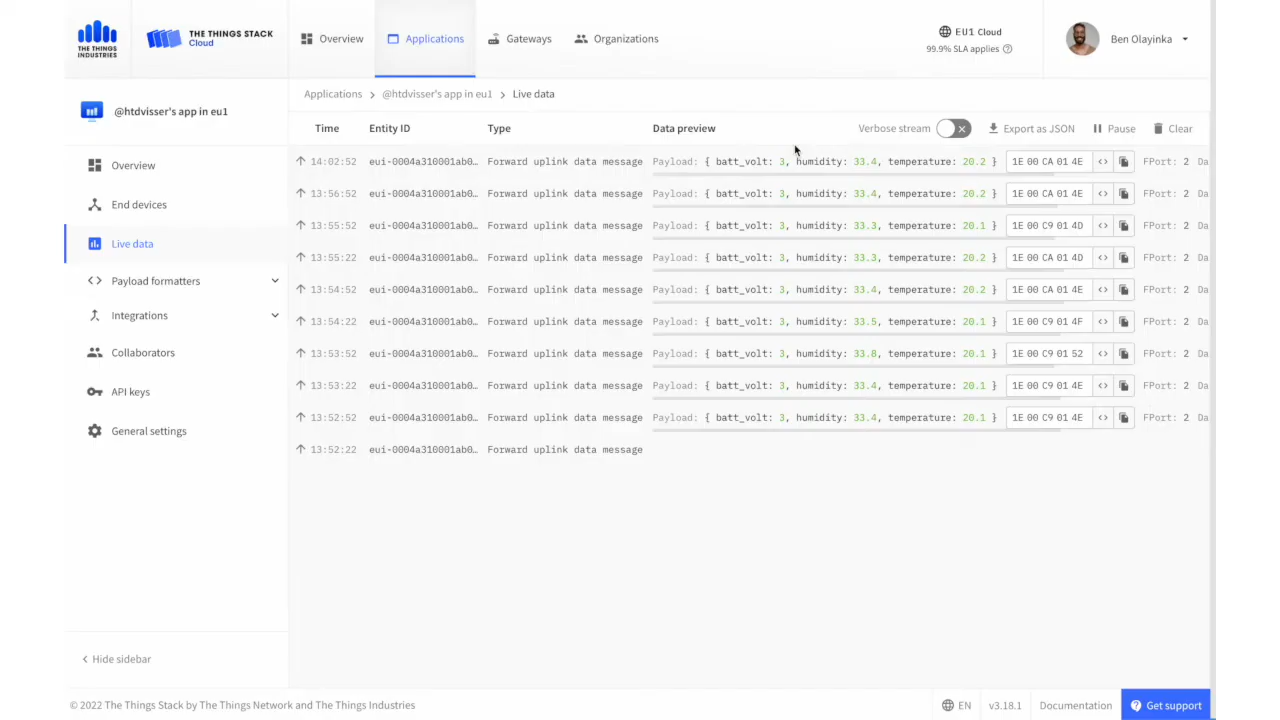 THE THINGS INDUSTRIES
THE THINGS STACK
Cloud
Overview
Applications
Gateways
Organizations
EU1 Cloud
99.9% SLA applies
Ben Olayinka
@htdvisser's app in eu1
Overview
End devices
Live data
Payload formatters
Integrations
Collaborators
API keys
General settings
Hide sidebar
Applications > @htdvisser's app in eu1 > Live data
Time Entity ID Type Data preview Verbose stream Export as JSON Pause Clear
14:02:52 eui-0004a310001ab0… Forward uplink data message Payload: { batt_volt: 3, humidity: 33.4, temperature: 20.2 } 1E 00 CA 01 4E <> FPort: 2 Da
13:56:52 eui-0004a310001ab0… Forward uplink data message Payload: { batt_volt: 3, humidity: 33.4, temperature: 20.2 } 1E 00 CA 01 4E <> FPort: 2 Da
13:55:52 eui-0004a310001ab0… Forward uplink data message Payload: { batt_volt: 3, humidity: 33.3, temperature: 20.1 } 1E 00 C9 01 4D <> FPort: 2 Da
13:55:22 eui-0004a310001ab0… Forward uplink data message Payload: { batt_volt: 3, humidity: 33.3, temperature: 20.2 } 1E 00 CA 01 4D <> FPort: 2 Da
13:54:52 eui-0004a310001ab0… Forward uplink data message Payload: { batt_volt: 3, humidity: 33.4, temperature: 20.2 } 1E 00 CA 01 4E <> FPort: 2 Da
13:54:22 eui-0004a310001ab0… Forward uplink data message Payload: { batt_volt: 3, humidity: 33.5, temperature: 20.1 } 1E 00 C9 01 4F <> FPort: 2 Da
13:53:52 eui-0004a310001ab0… Forward uplink data message Payload: { batt_volt: 3, humidity: 33.8, temperature: 20.1 } 1E 00 C9 01 52 <> FPort: 2 Da
13:53:22 eui-0004a310001ab0… Forward uplink data message Payload: { batt_volt: 3, humidity: 33.4, temperature: 20.1 } 1E 00 C9 01 4E <> FPort: 2 Da
13:52:52 eui-0004a310001ab0… Forward uplink data message Payload: { batt_volt: 3, humidity: 33.4, temperature: 20.1 } 1E 00 C9 01 4E <> FPort: 2 Da
13:52:22 eui-0004a310001ab0… Forward uplink data message
© 2022 The Things Stack by The Things Network and The Things Industries
EN
v3.18.1
Documentation
Get support